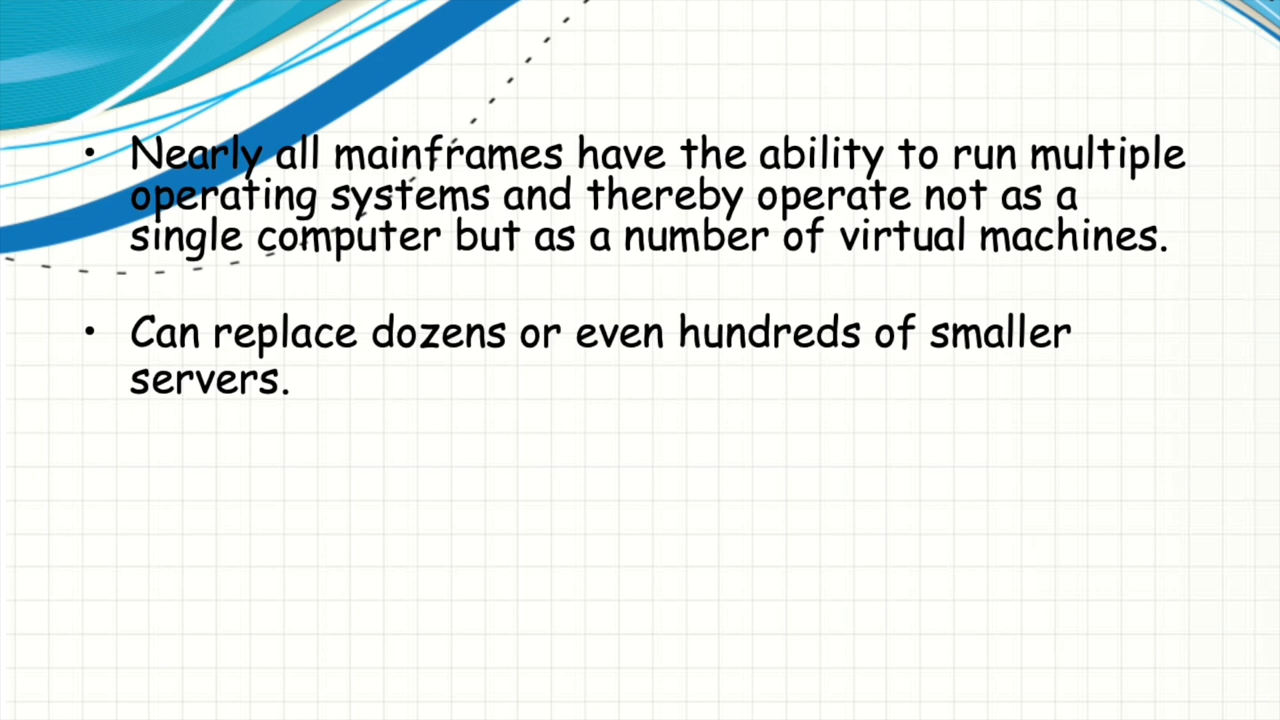 • Nearly all mainframes have the ability to run multiple
operating systems and thereby operate not as a
single computer but as a number of virtual machines.
• Can replace dozens or even hundreds of smaller
servers.